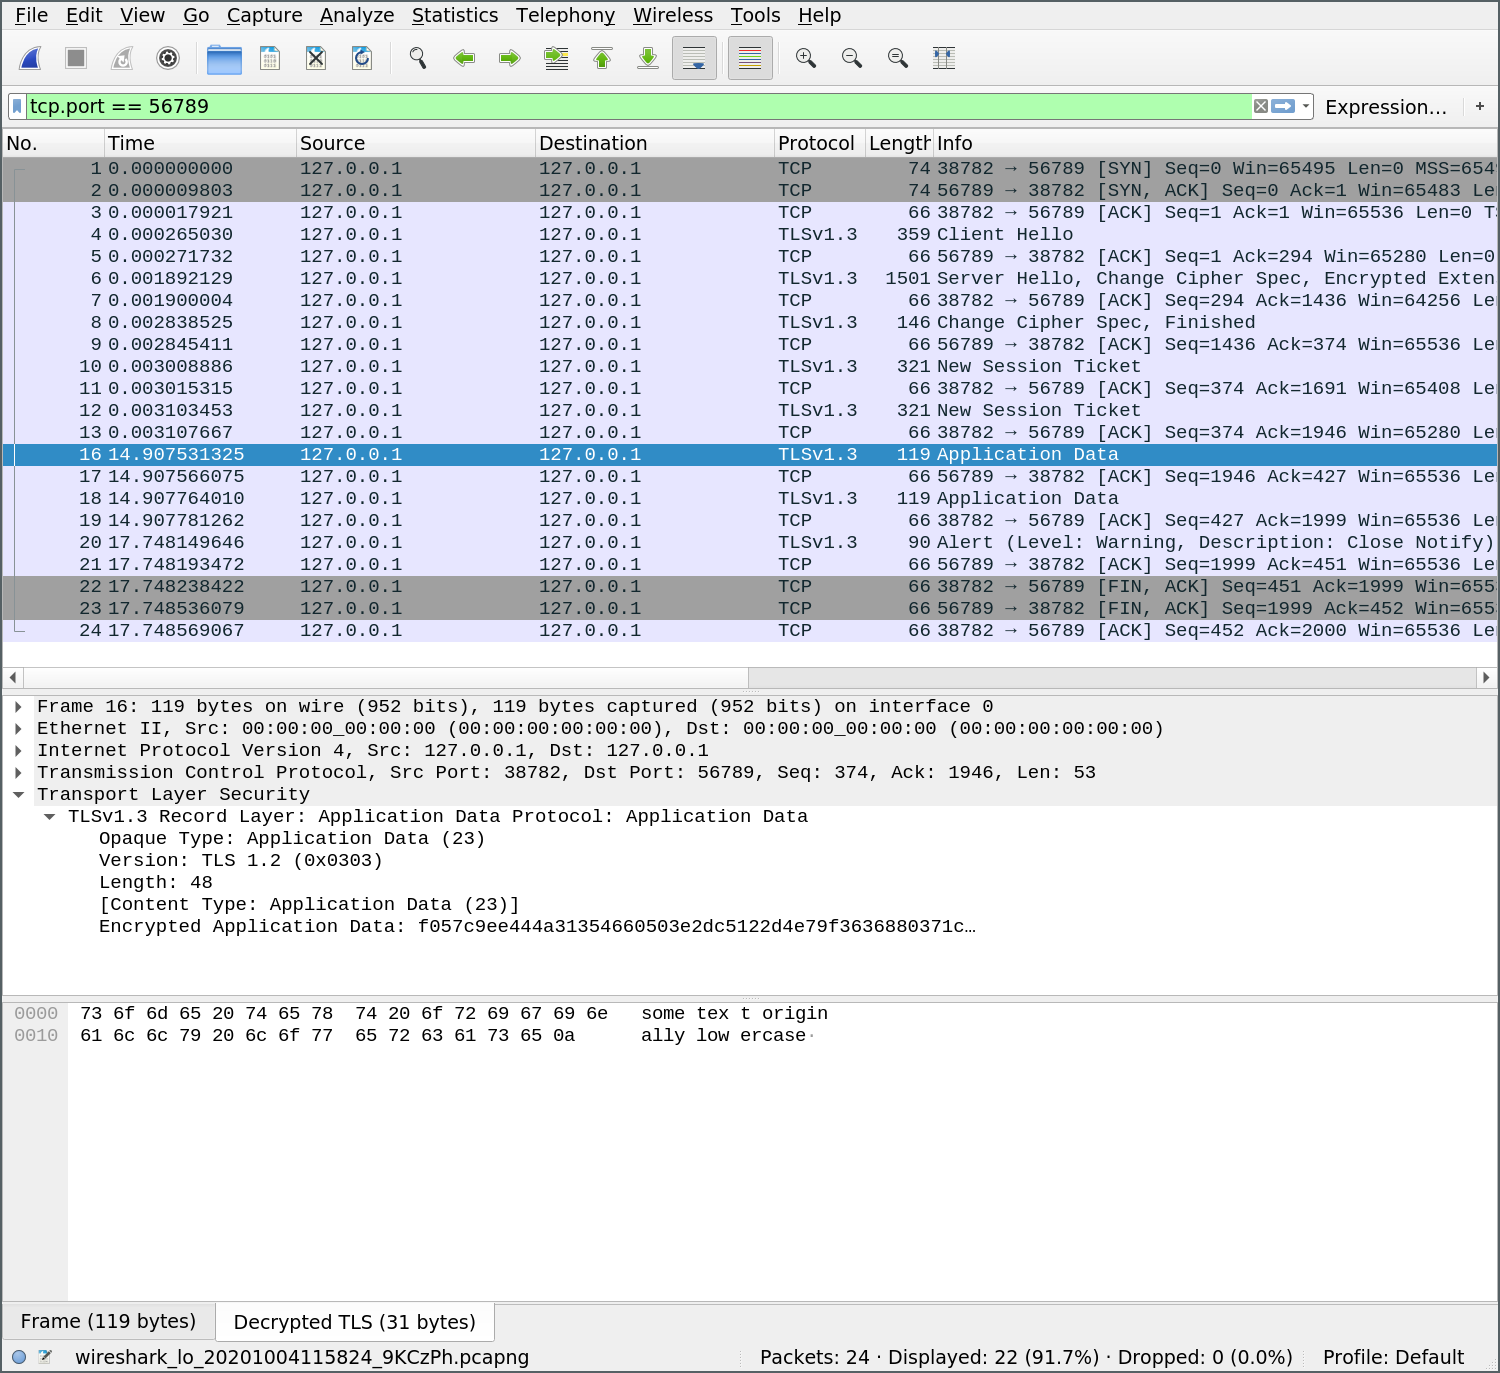 File Edit View Go Capture Analyze Statistics Telephony Wireless Tools Help
tcp.port == 56789 Expression… +
No. Time Source Destination Protocol Length Info
1 0.000000000 127.0.0.1 127.0.0.1 TCP 74 38782 → 56789 [SYN] Seq=0 Win=65495 Len=0 MSS=6549
2 0.000009803 127.0.0.1 127.0.0.1 TCP 74 56789 → 38782 [SYN, ACK] Seq=0 Ack=1 Win=65483 Le
3 0.000017921 127.0.0.1 127.0.0.1 TCP 66 38782 → 56789 [ACK] Seq=1 Ack=1 Win=65536 Len=0 TS
4 0.000265030 127.0.0.1 127.0.0.1 TLSv1.3 359 Client Hello
5 0.000271732 127.0.0.1 127.0.0.1 TCP 66 56789 → 38782 [ACK] Seq=1 Ack=294 Win=65280 Len=0
6 0.001892129 127.0.0.1 127.0.0.1 TLSv1.3 1501 Server Hello, Change Cipher Spec, Encrypted Exten
7 0.001900004 127.0.0.1 127.0.0.1 TCP 66 38782 → 56789 [ACK] Seq=294 Ack=1436 Win=64256 Le
8 0.002838525 127.0.0.1 127.0.0.1 TLSv1.3 146 Change Cipher Spec, Finished
9 0.002845411 127.0.0.1 127.0.0.1 TCP 66 56789 → 38782 [ACK] Seq=1436 Ack=374 Win=65536 Le
10 0.003008886 127.0.0.1 127.0.0.1 TLSv1.3 321 New Session Ticket
11 0.003015315 127.0.0.1 127.0.0.1 TCP 66 38782 → 56789 [ACK] Seq=374 Ack=1691 Win=65408 Le
12 0.003103453 127.0.0.1 127.0.0.1 TLSv1.3 321 New Session Ticket
13 0.003107667 127.0.0.1 127.0.0.1 TCP 66 38782 → 56789 [ACK] Seq=374 Ack=1946 Win=65280 Le
16 14.907531325 127.0.0.1 127.0.0.1 TLSv1.3 119 Application Data
17 14.907566075 127.0.0.1 127.0.0.1 TCP 66 56789 → 38782 [ACK] Seq=1946 Ack=427 Win=65536 Le
18 14.907764010 127.0.0.1 127.0.0.1 TLSv1.3 119 Application Data
19 14.907781262 127.0.0.1 127.0.0.1 TCP 66 38782 → 56789 [ACK] Seq=427 Ack=1999 Win=65536 Le
20 17.748149646 127.0.0.1 127.0.0.1 TLSv1.3 90 Alert (Level: Warning, Description: Close Notify)
21 17.748193472 127.0.0.1 127.0.0.1 TCP 66 56789 → 38782 [ACK] Seq=1999 Ack=451 Win=65536 Le
22 17.748238422 127.0.0.1 127.0.0.1 TCP 66 38782 → 56789 [FIN, ACK] Seq=451 Ack=1999 Win=655
23 17.748536079 127.0.0.1 127.0.0.1 TCP 66 56789 → 38782 [FIN, ACK] Seq=1999 Ack=452 Win=655
24 17.748569067 127.0.0.1 127.0.0.1 TCP 66 38782 → 56789 [ACK] Seq=452 Ack=2000 Win=65536 Le
Frame 16: 119 bytes on wire (952 bits), 119 bytes captured (952 bits) on interface 0
Ethernet II, Src: 00:00:00_00:00:00 (00:00:00:00:00:00), Dst: 00:00:00_00:00:00 (00:00:00:00:00:00)
Internet Protocol Version 4, Src: 127.0.0.1, Dst: 127.0.0.1
Transmission Control Protocol, Src Port: 38782, Dst Port: 56789, Seq: 374, Ack: 1946, Len: 53
Transport Layer Security
TLSv1.3 Record Layer: Application Data Protocol: Application Data
Opaque Type: Application Data (23)
Version: TLS 1.2 (0x0303)
Length: 48
[Content Type: Application Data (23)]
Encrypted Application Data: f057c9ee444a31354660503e2dc5122d4e79f3636880371c…
0000 73 6f 6d 65 20 74 65 78 74 20 6f 72 69 67 69 6e some tex t origin
0010 61 6c 6c 79 20 6c 6f 77 65 72 63 61 73 65 0a ally low ercase·
Frame (119 bytes) Decrypted TLS (31 bytes)
wireshark_lo_20201004115824_9KCzPh.pcapng Packets: 24 · Displayed: 22 (91.7%) · Dropped: 0 (0.0%) Profile: Default